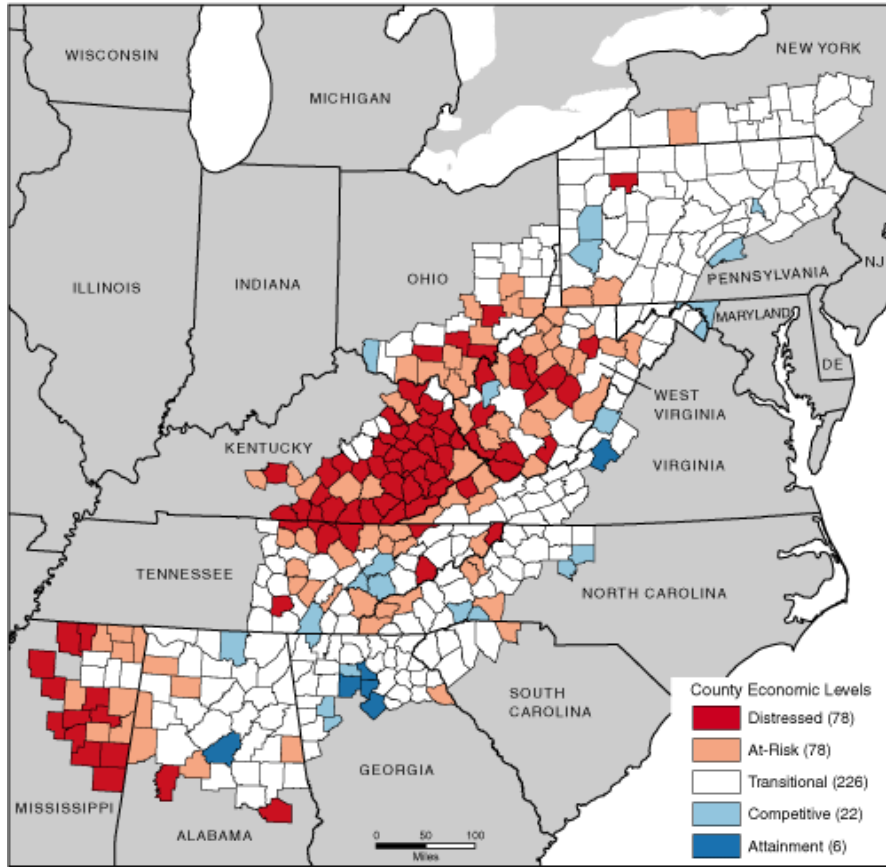 WISCONSIN
NEW YORK
MICHIGAN
ILLINOIS
INDIANA
OHIO
PENNSYLVANIA
NJ
MARYLAND
DE
WEST
VIRGINIA
KENTUCKY
VIRGINIA
TENNESSEE
NORTH CAROLINA
SOUTH
CAROLINA
GEORGIA
MISSISSIPPI
ALABAMA
0 50 100
Miles
County Economic Levels
Distressed (78)
At-Risk (78)
Transitional (226)
Competitive (22)
Attainment (6)